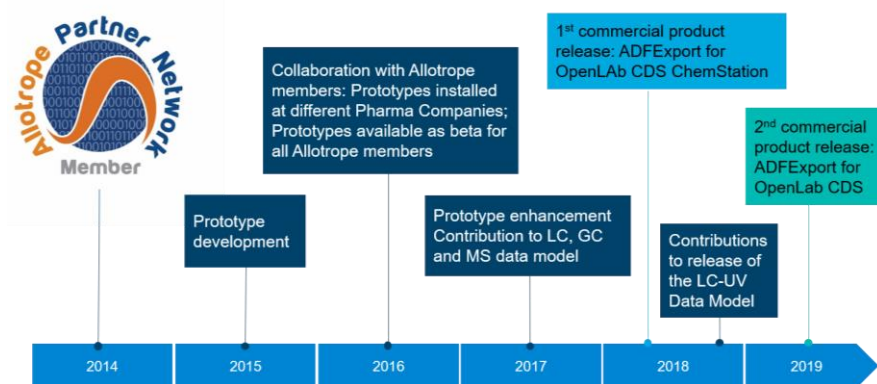 Allotrope Partner Network
Member
1st commercial product
release: ADFExport for
OpenLAb CDS ChemStation
Collaboration with Allotrope
members: Prototypes installed
at different Pharma Companies;
Prototypes available as beta for
all Allotrope members
2nd commercial
product release:
ADFExport for
OpenLab CDS
Prototype
development
Prototype enhancement
Contribution to LC, GC
and MS data model
Contributions
to release of
the LC-UV
Data Model
2014
2015
2016
2017
2018
2019